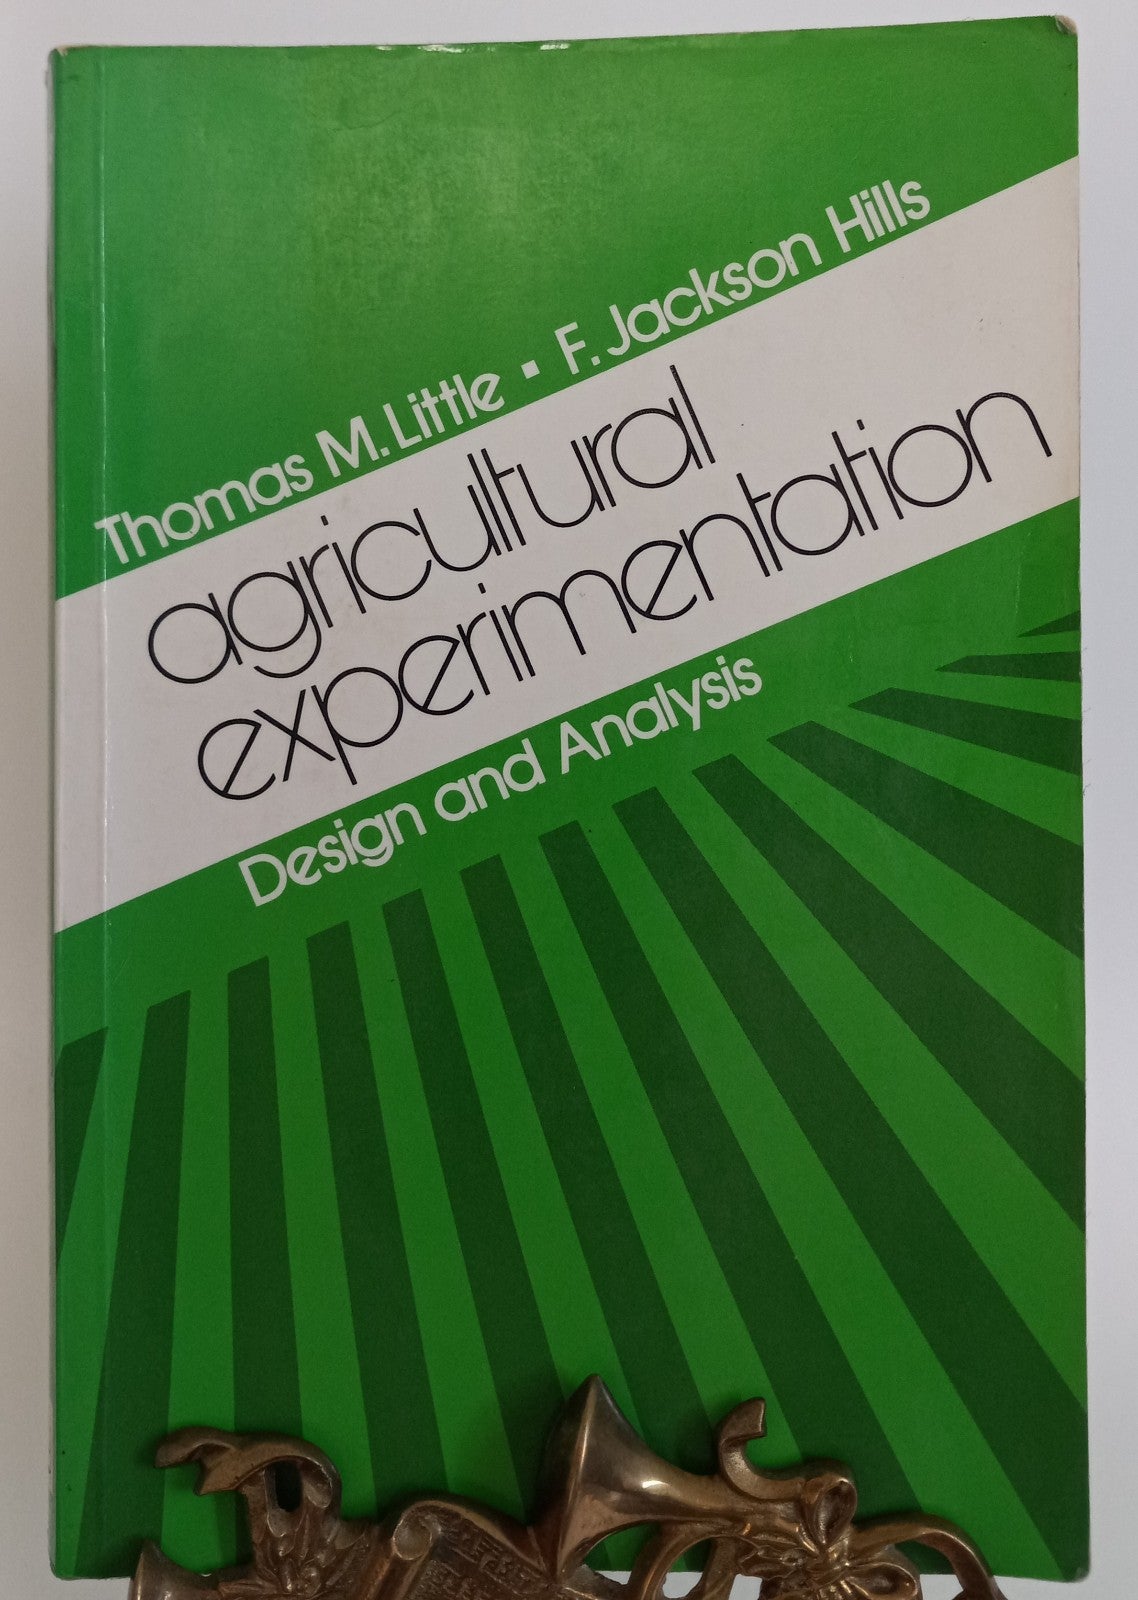 Thomas M. Little ▪ F. Jackson Hills
agricultural
experimentation
Design and Analysis